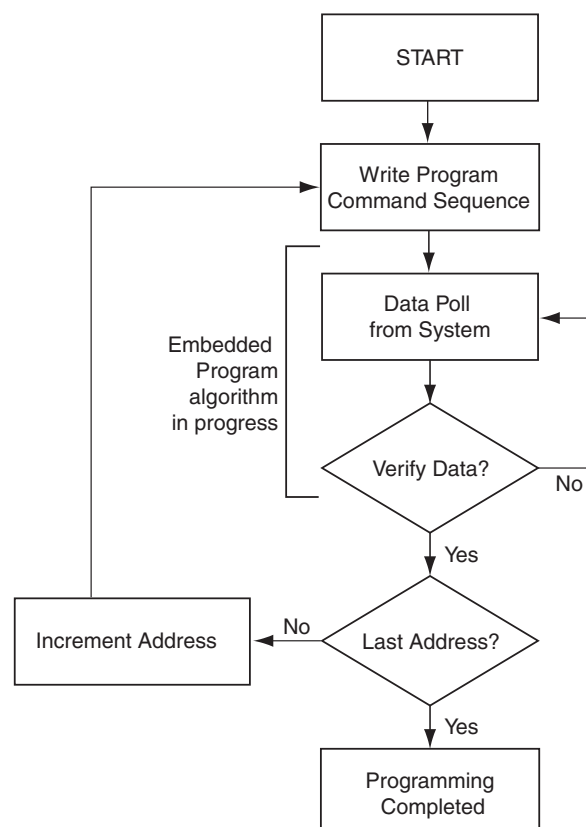 START
Write Program
Command Sequence
Data Poll
from System
Embedded
Program
algorithm
in progress
Verify Data?
No
Yes
Increment Address
No
Last Address?
Yes
Programming
Completed